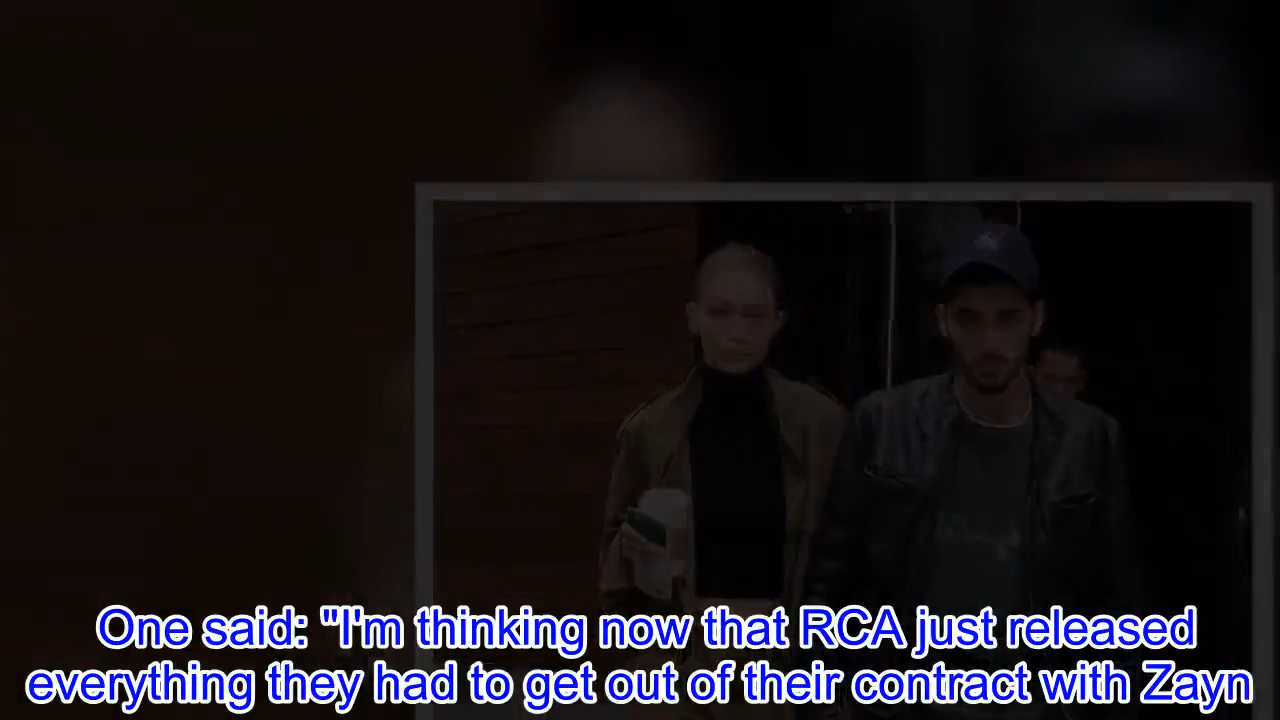 One said: "I'm thinking now that RCA just released
everything they had to get out of their contract with Zayn